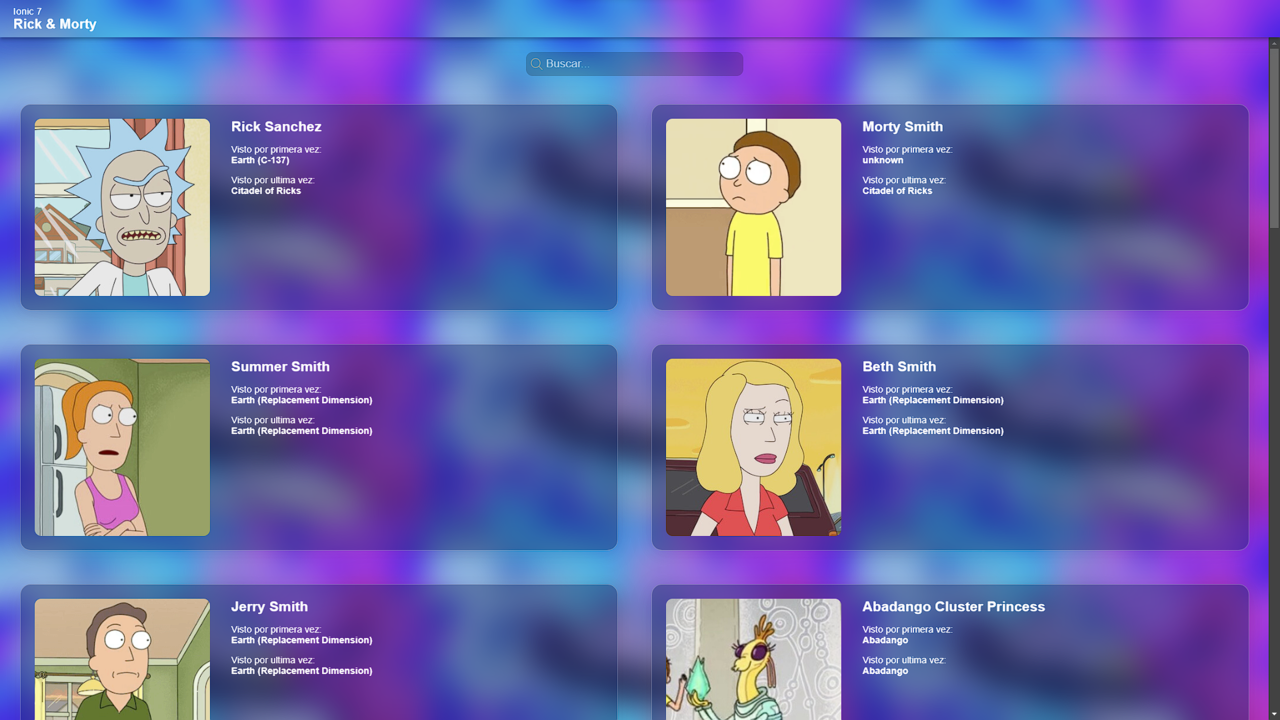 Ionic 7
Rick & Morty
Buscar...
Rick Sanchez
Visto por primera vez:
Earth (C-137)
Visto por ultima vez:
Citadel of Ricks
Morty Smith
Visto por primera vez:
unknown
Visto por ultima vez:
Citadel of Ricks
Summer Smith
Visto por primera vez:
Earth (Replacement Dimension)
Visto por ultima vez:
Earth (Replacement Dimension)
Beth Smith
Visto por primera vez:
Earth (Replacement Dimension)
Visto por ultima vez:
Earth (Replacement Dimension)
Jerry Smith
Visto por primera vez:
Earth (Replacement Dimension)
Visto por ultima vez:
Earth (Replacement Dimension)
Abadango Cluster Princess
Visto por primera vez:
Abadango
Visto por ultima vez:
Abadango